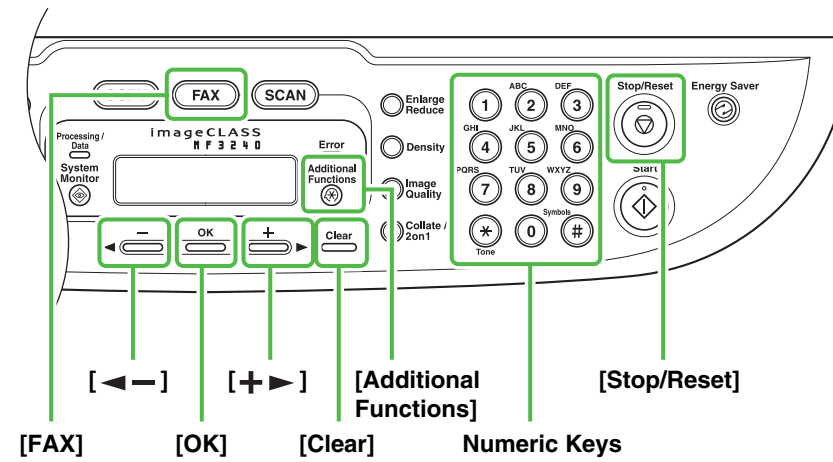 FAX
SCAN
Processing /
Data
System
Monitor
imageCLASS
MF3240
Error
Additional
Functions
OK
Clear
Enlarge
Reduce
Density
Image
Quality
Collate /
2on1
1
ABC
2
DEF
3
GHI
4
JKL
5
MNO
6
PQRS
7
TUV
8
WXYZ
9
Tone
0
Symbols
#
Stop/Reset
Energy Saver
Start
[◄ −]
[+ ►]
[Additional
Functions]
[Stop/Reset]
[FAX]
[OK]
[Clear]
Numeric Keys